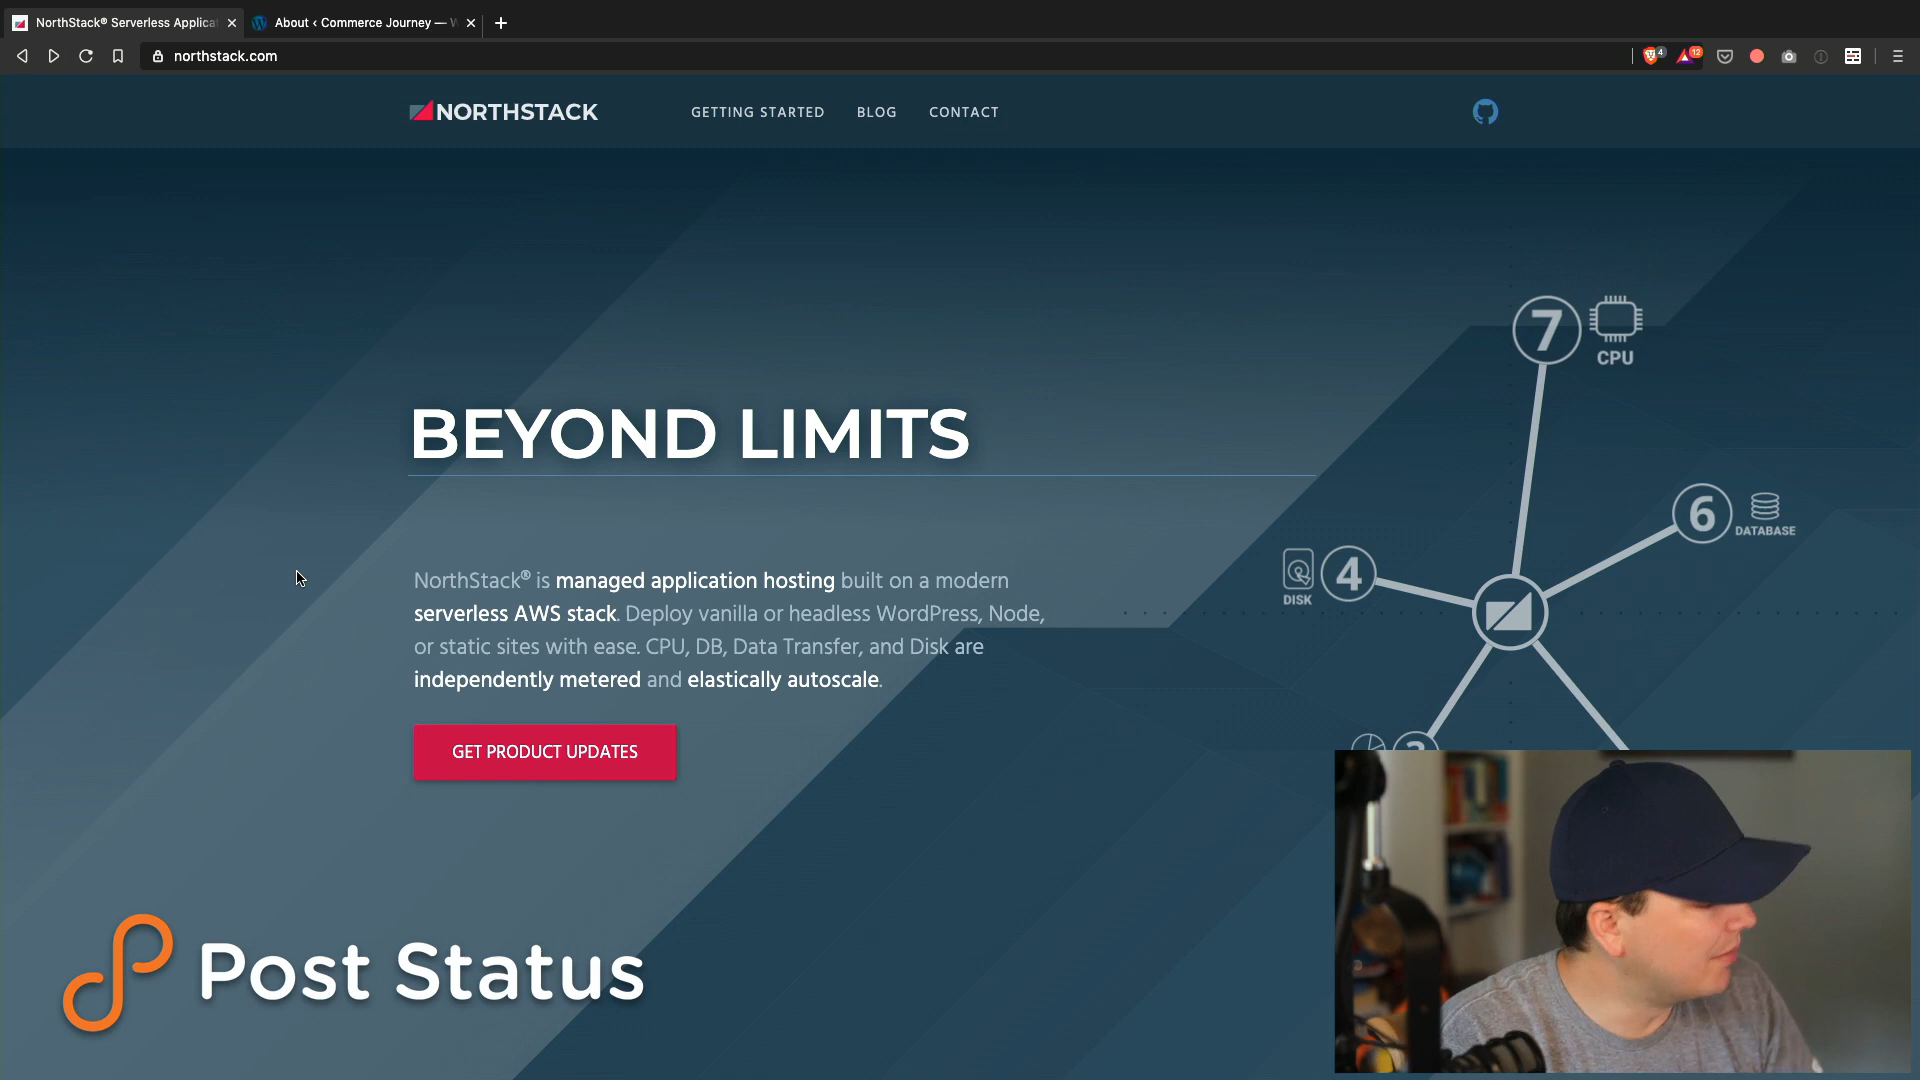 NorthStack® Serverless Applica
About ‹ Commerce Journey — W
northstack.com
4
12
NORTHSTACK
GETTING STARTED
BLOG
CONTACT
7
CPU
BEYOND LIMITS
6
DATABASE
4
DISK
NorthStack® is managed application hosting built on a modern
serverless AWS stack. Deploy vanilla or headless WordPress, Node,
or static sites with ease. CPU, DB, Data Transfer, and Disk are
independently metered and elastically autoscale.
GET PRODUCT UPDATES
Post Status